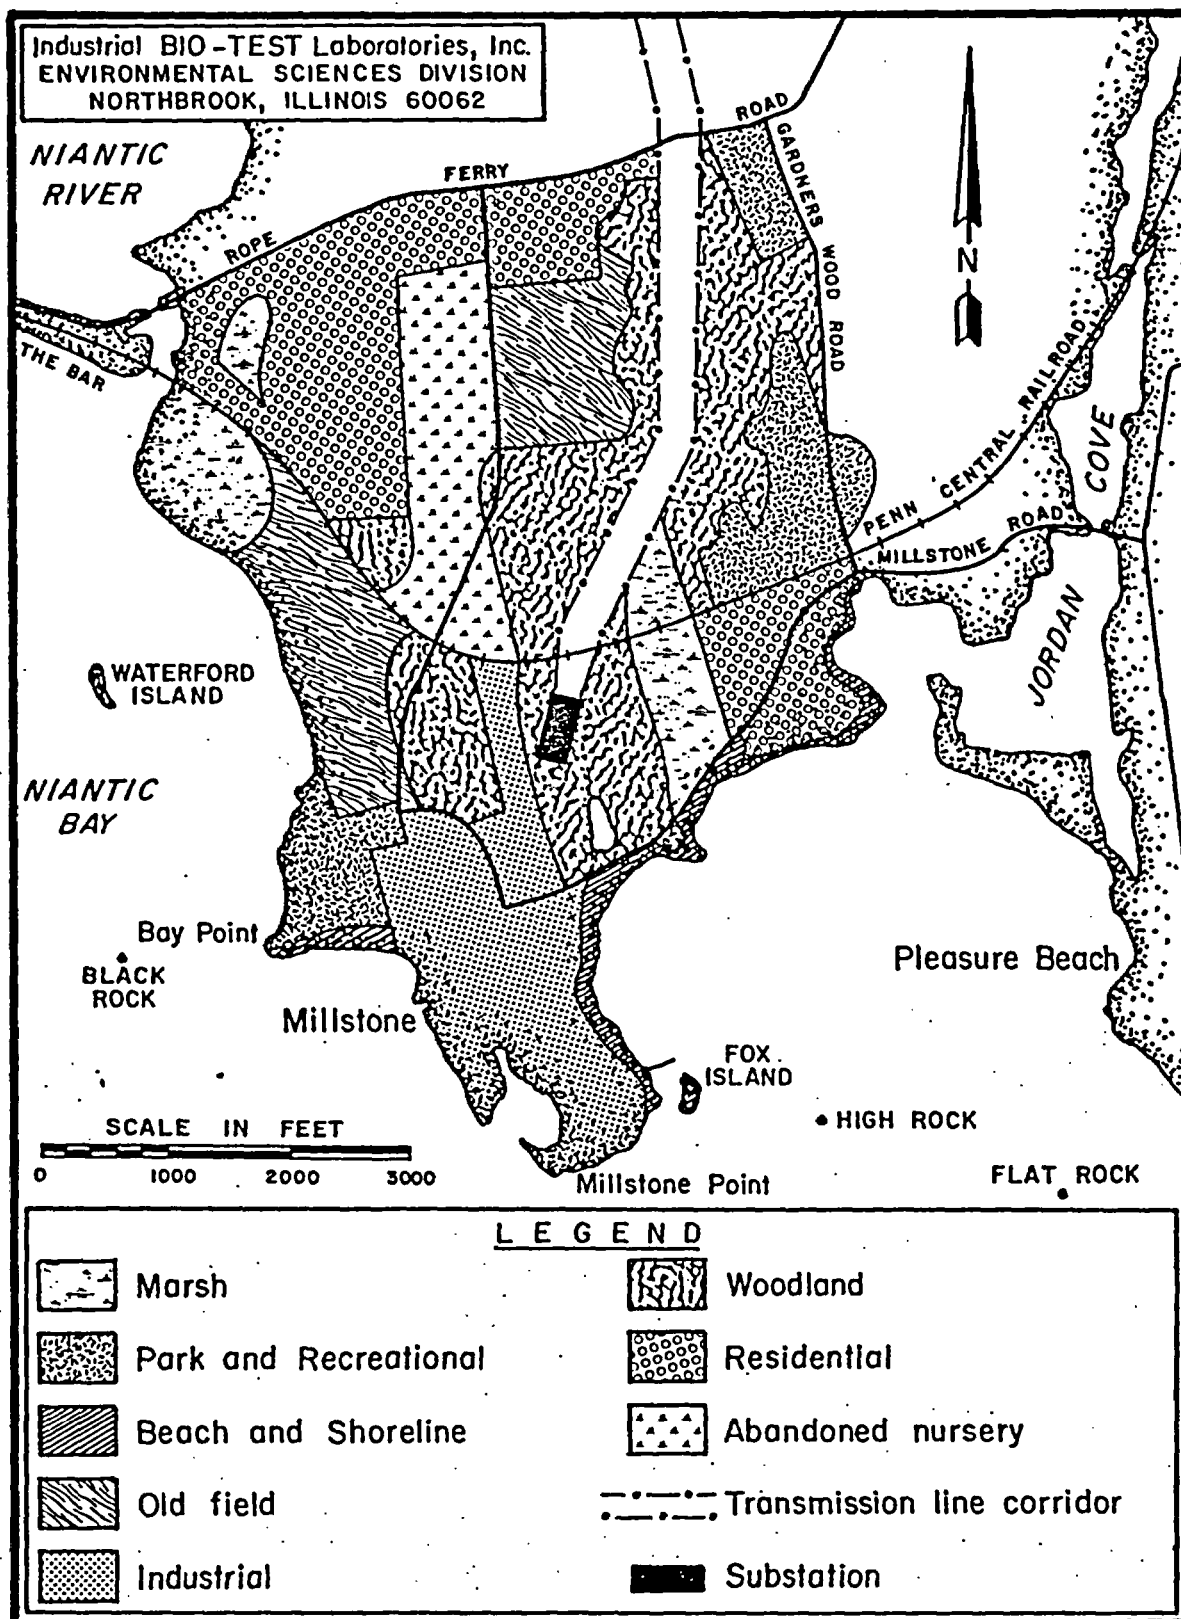 Industrial BIO-TEST Laboratories, Inc.
ENVIRONMENTAL SCIENCES DIVISION
NORTHBROOK, ILLINOIS 60062
NIANTIC
RIVER
ROPE
FERRY
ROAD
GARDNERS WOOD ROAD
N
THE BAR
PENN CENTRAL RAILROAD
MILLSTONE ROAD
COVE
JORDAN
WATERFORD
ISLAND
NIANTIC
BAY
Bay Point
BLACK
ROCK
Pleasure Beach
Millstone
FOX
ISLAND
HIGH ROCK
SCALE IN FEET
0 1000 2000 3000
Millstone Point
FLAT ROCK
LEGEND
Marsh
Woodland
Park and Recreational
Residential
Beach and Shoreline
Abandoned nursery
Old field
Transmission line corridor
Industrial
Substation